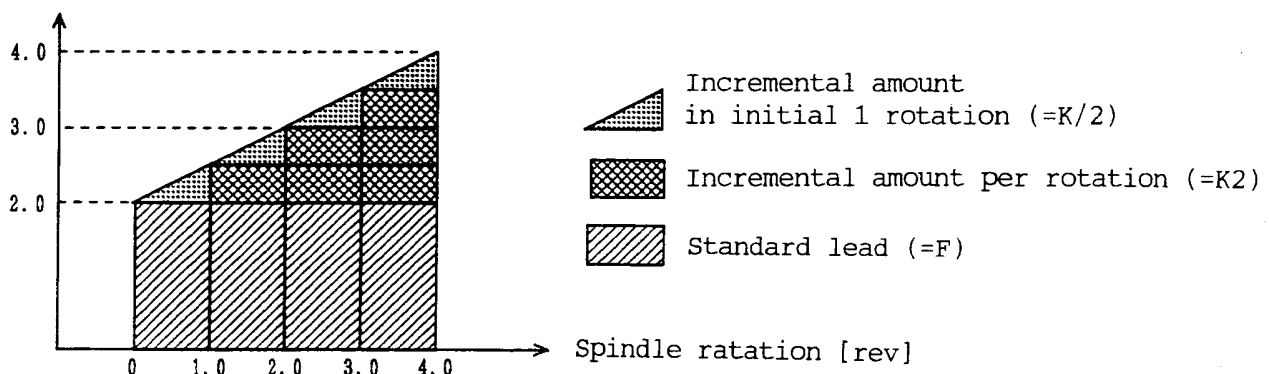 4.0
3.0
2.0
0 1.0 2.0 3.0 4.0
Spindle ratation [rev]
Incremental amount
in initial 1 rotation (=K/2)
Incremental amount per rotation (=K2)
Standard lead (=F)